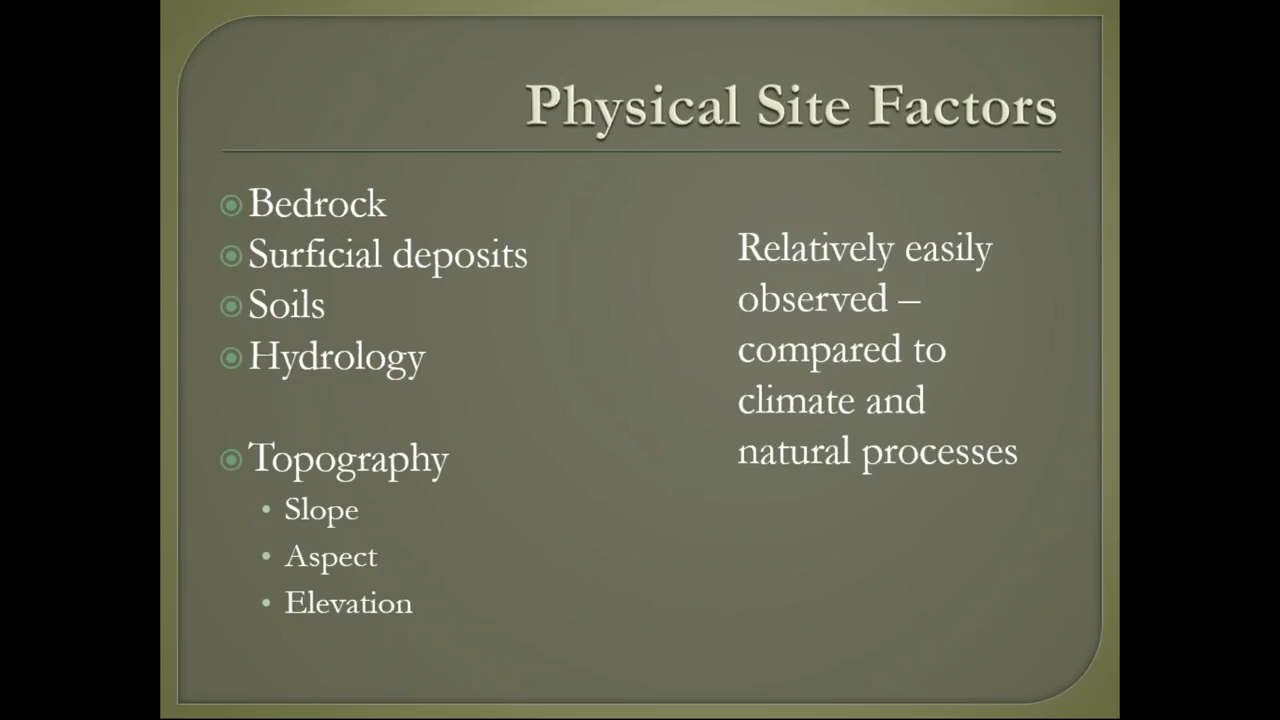 Physical Site Factors
Bedrock
Surficial deposits
Soils
Hydrology
Topography
Slope
Aspect
Elevation
Relatively easily
observed –
compared to
climate and
natural processes